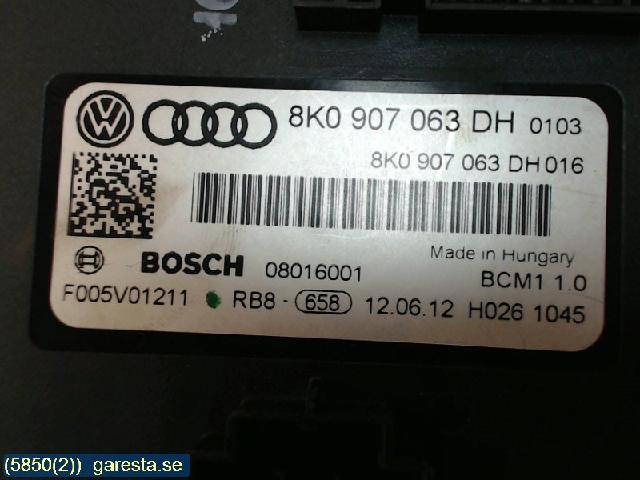 8K0 907 063 DH 0103
8K0 907 063 DH 016
BOSCH 08016001
Made in Hungary
BCM1 1.0
F005V01211 RB8 - 658 12.06.12 H026 1045
(5850(2)) garesta.se